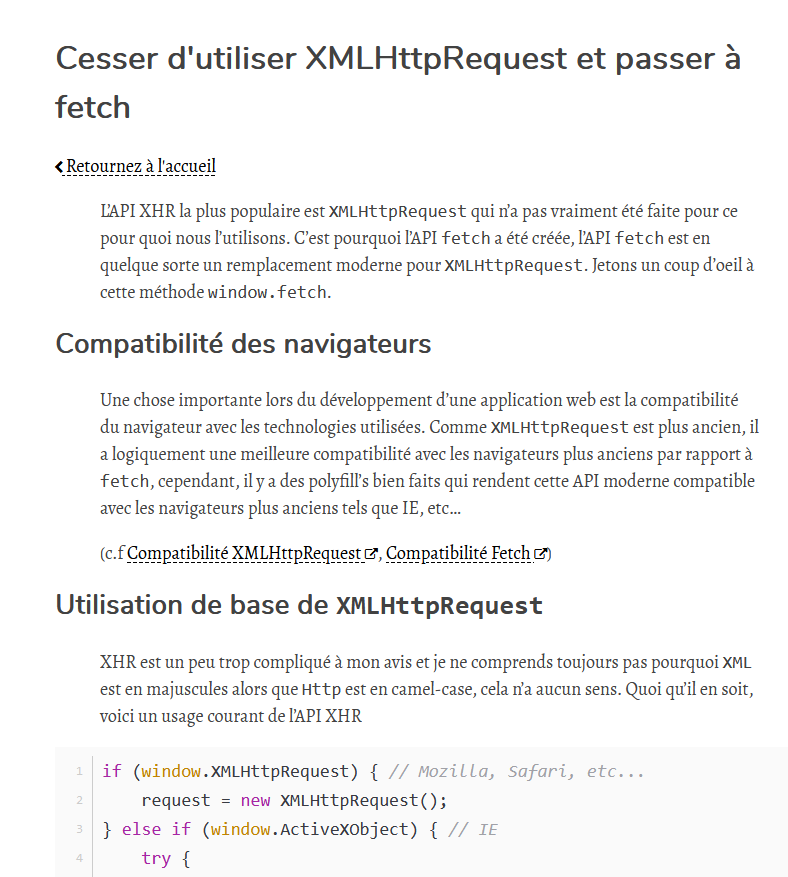 Cesser d'utiliser XMLHttpRequest et passer à
fetch
Retournez à l'accueil
L’API XHR la plus populaire est XMLHttpRequest qui n’a pas vraiment été faite pour ce
pour quoi nous l’utilisons. C’est pourquoi l’API fetch a été créée, l’API fetch est en
quelque sorte un remplacement moderne pour XMLHttpRequest. Jetons un coup d’oeil à
cette méthode window.fetch.
Compatibilité des navigateurs
Une chose importante lors du développement d’une application web est la compatibilité
du navigateur avec les technologies utilisées. Comme XMLHttpRequest est plus ancien, il
a logiquement une meilleure compatibilité avec les navigateurs plus anciens par rapport à
fetch, cependant, il y a des polyfill’s bien faits qui rendent cette API moderne compatible
avec les navigateurs plus anciens tels que IE, etc…
(c.f Compatibilité XMLHttpRequest, Compatibilité Fetch)
Utilisation de base de XMLHttpRequest
XHR est un peu trop compliqué à mon avis et je ne comprends toujours pas pourquoi XML
est en majuscules alors que Http est en camel-case, cela n’a aucun sens. Quoi qu’il en soit,
voici un usage courant de l’API XHR
1 if (window.XMLHttpRequest) { // Mozilla, Safari, etc...
2 request = new XMLHttpRequest();
3 } else if (window.ActiveXObject) { // IE
4 try {